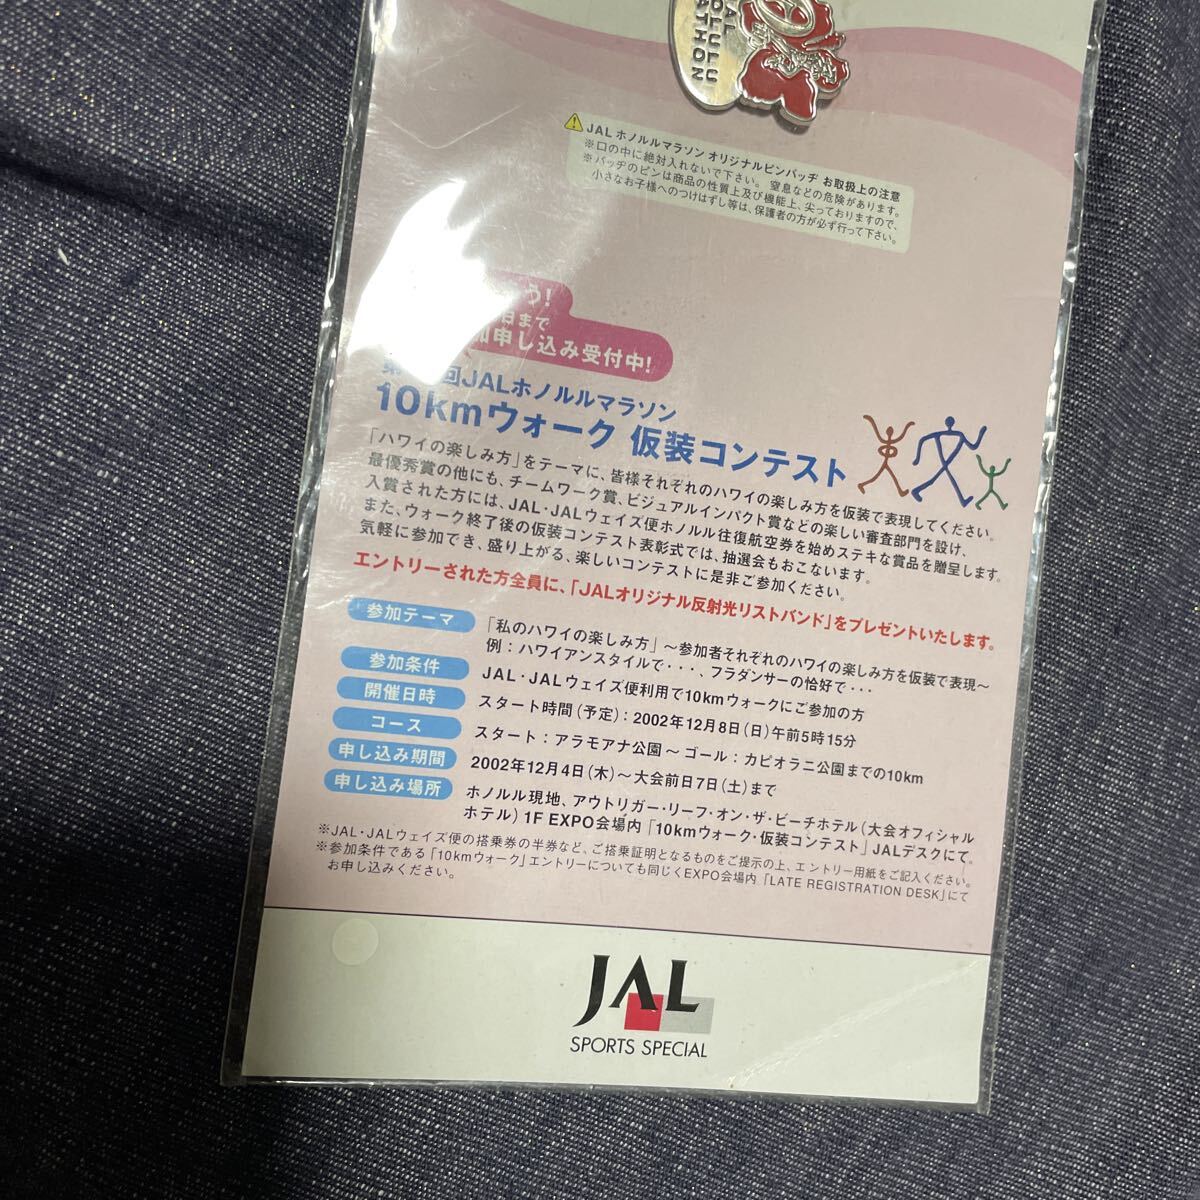 JAL
LULU
THON
JAL ホノルルマラソン オリジナルピンバッヂ お取扱上の注意
※口の中に絶対入れないで下さい。窒息などの危険があります。
※バッヂのピンは商品の性質上及び機能上、尖っておりますので、
小さなお子様へのつけはずし等は、保護者の方が必ず行って下さい。
う!
日まで
申し込み受付中!
回JALホノルルマラソン
10kmウォーク 仮装コンテスト
「ハワイの楽しみ方」をテーマに、皆様それぞれのハワイの楽しみ方を仮装で表現してください。
最優秀賞の他にも、チームワーク賞、ビジュアルインパクト賞などの楽しい審査部門を設け、
入賞された方には、JAL・JALウェイズ便ホノルル往復航空券を始めステキな賞品を贈呈します。
また、ウォーク終了後の仮装コンテスト表彰式では、抽選会もおこないます。
気軽に参加でき、盛り上がる、楽しいコンテストに是非ご参加ください。
エントリーされた方全員に、「JALオリジナル反射光リストバンド」をプレゼントいたします。
参加テーマ 「私のハワイの楽しみ方」〜参加者それぞれのハワイの楽しみ方を仮装で表現〜
例：ハワイアンスタイルで・・・、フラダンサーの恰好で・・・
参加条件 JAL・JALウェイズ便利用で10kmウォークにご参加の方
開催日時 スタート時間(予定)：2002年12月8日(日)午前5時15分
コース スタート：アラモアナ公園〜ゴール：カピオラニ公園までの10km
申し込み期間 2002年12月4日(木)〜大会前日7日(土)まで
申し込み場所 ホノルル現地、アウトリガー・リーフ・オン・ザ・ビーチホテル(大会オフィシャル
ホテル)1F EXPO会場内「10kmウォーク・仮装コンテスト」JALデスクにて。
※JAL・JALウェイズ便の搭乗券の半券など、ご搭乗証明となるものをご提示の上、エントリー用紙をご記入ください。
※参加条件である「10kmウォーク」エントリーについても同じくEXPO会場内「LATE REGISTRATION DESK」にて
お申し込みください。
JAL
SPORTS SPECIAL